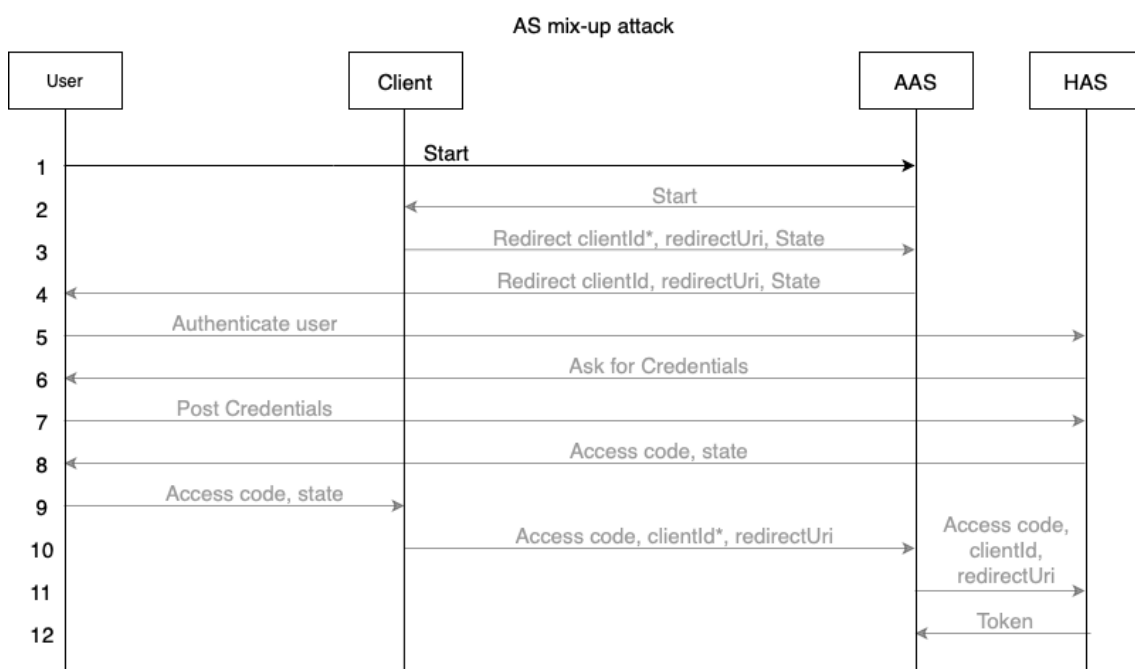 AS mix-up attack
User
Client
AAS
HAS
1
Start
2
Start
3
Redirect clientId*, redirectUri, State
4
Redirect clientId, redirectUri, State
5
Authenticate user
6
Ask for Credentials
7
Post Credentials
8
Access code, state
9
Access code, state
10
Access code, clientId*, redirectUri
Access code,
clientId,
redirectUri
11
12
Token